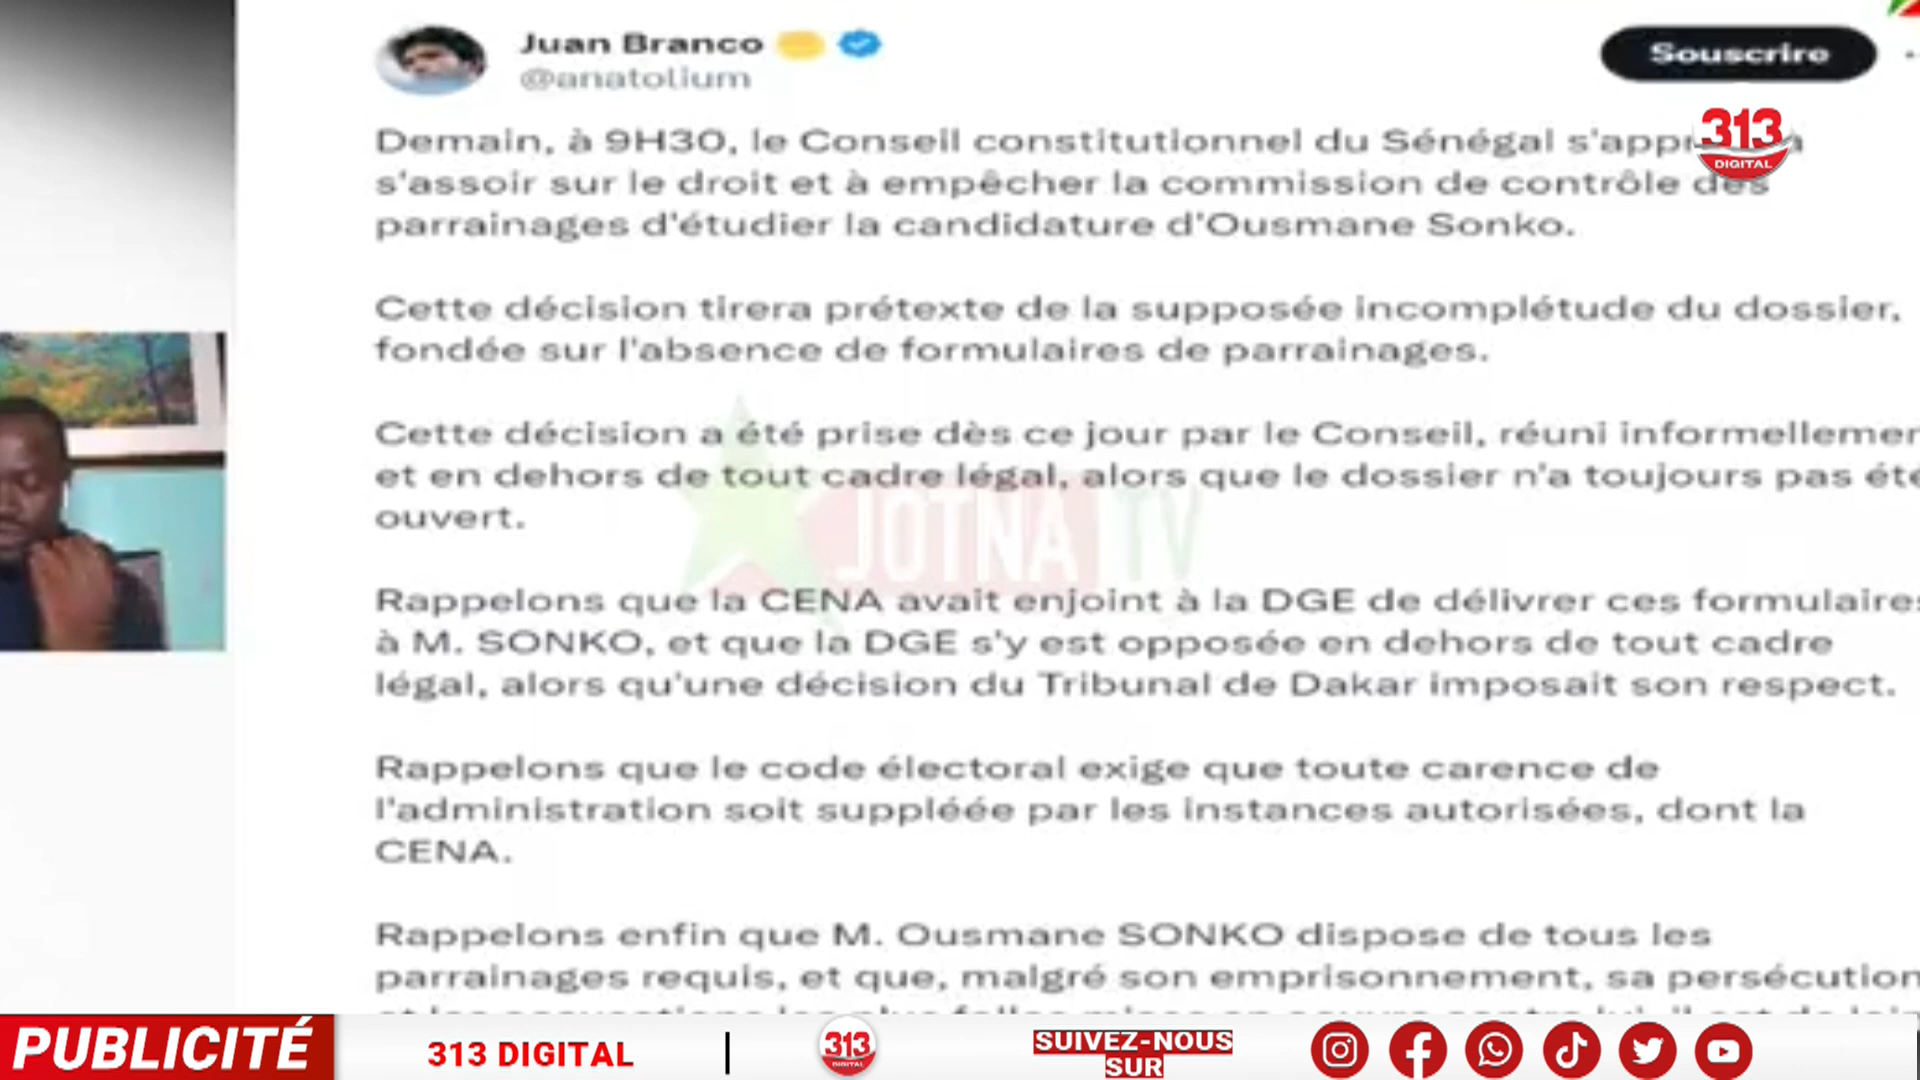 Juan Branco
@anatolium
Souscrire
Demain, à 9H30, le Conseil constitutionnel du Sénégal
s'assoir sur le droit et à empêcher la commission de contrôle des
parrainages d'étudier la candidature d'Ousmane Sonko.
Cette décision tirera prétexte de la supposée incomplétude du dossier,
fondée sur l'absence de formulaires de parrainages.
Cette décision a été prise dès ce jour par le Conseil, réuni
et en dehors de tout cadre légal, alors que le dossier n'a toujours pas
ouvert.
Rappelons que la CENA avait enjoint à la DGE de délivrer ces
à M. SONKO, et que la DGE s'y est opposée en dehors de tout cadre
légal, alors qu'une décision du Tribunal de Dakar imposait son respect.
Rappelons que le code électoral exige que toute carence de
l'administration soit suppléée par les instances autorisées, dont la
CENA.
Rappelons enfin que M. Ousmane SONKO dispose de tous les
parrainages requis, et que, malgré son emprisonnement, sa persécution
313
DIGITAL
JOTNA TV
PUBLICITÉ
313 DIGITAL
|
313
DIGITAL
SUIVEZ-NOUS
SUR